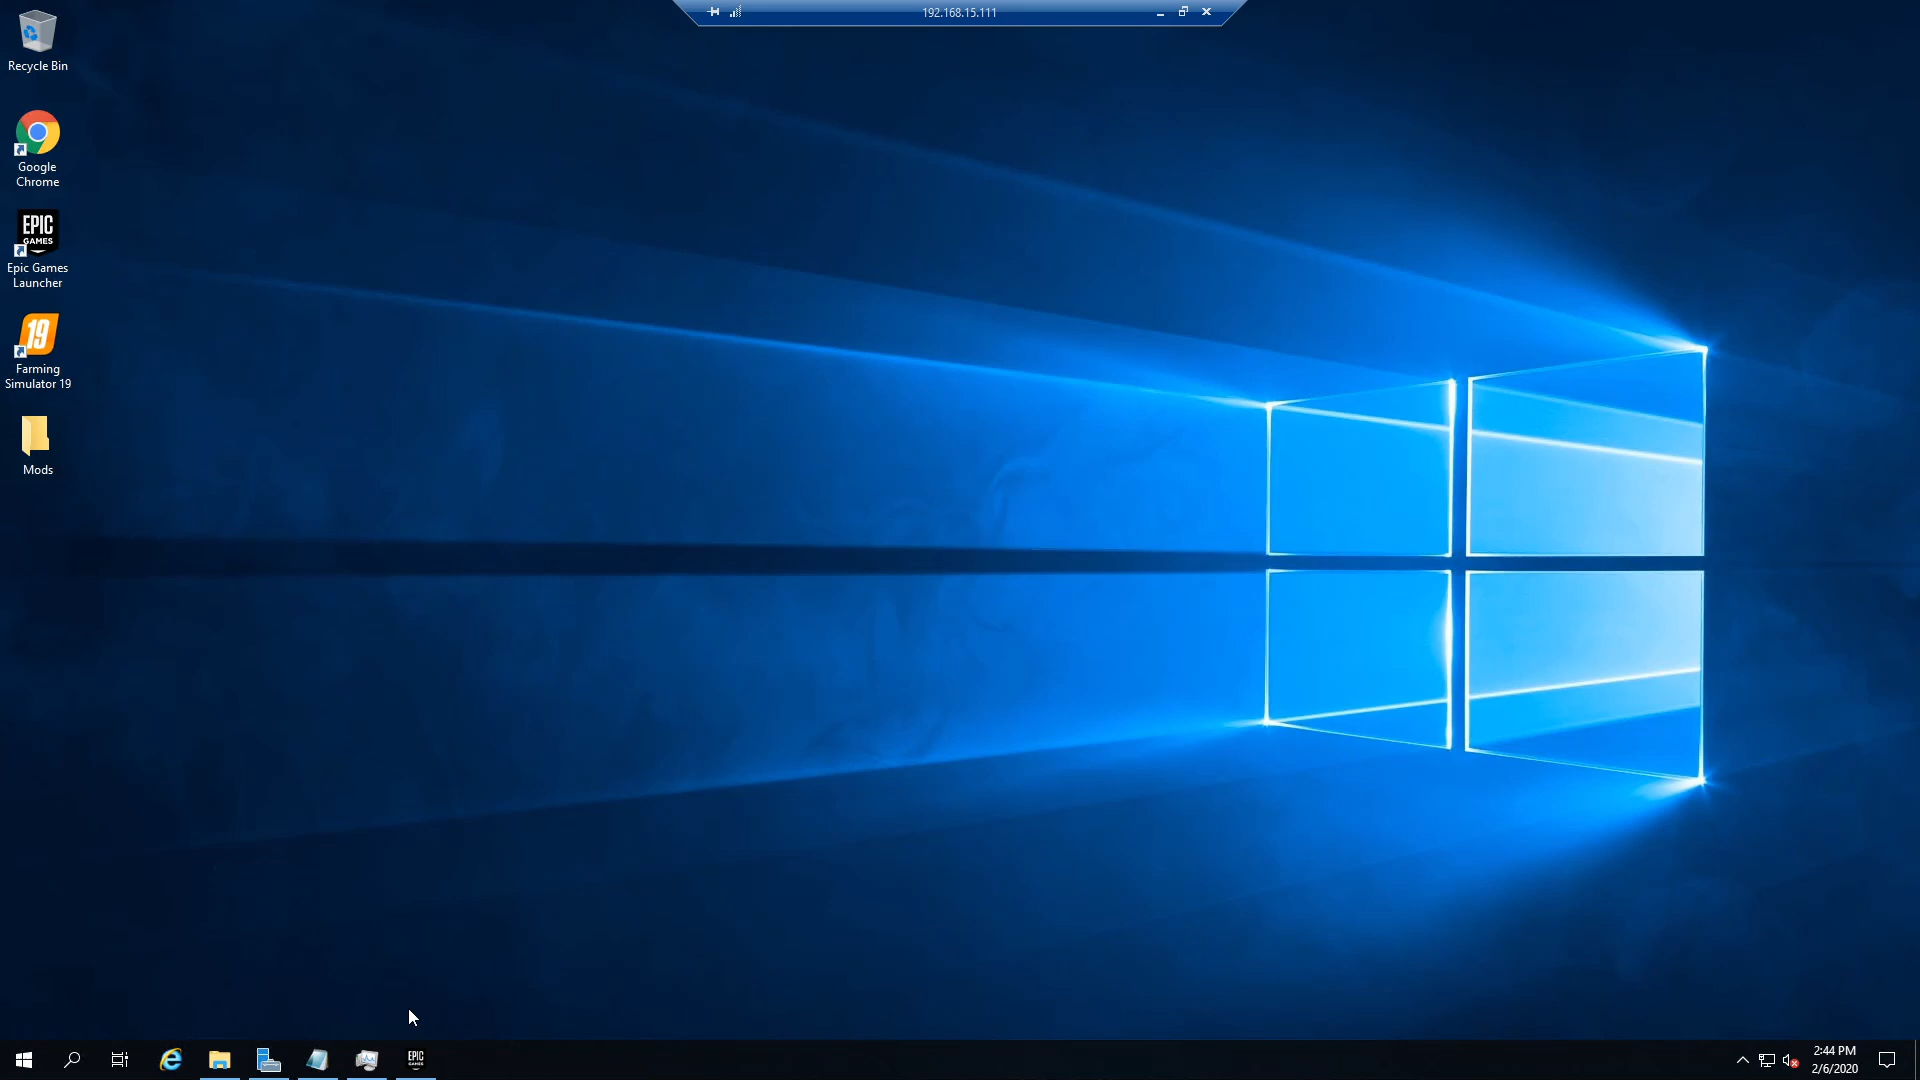 192.168.15.111
Recycle Bin
Google
Chrome
EPIC
GAMES
Epic Games
Launcher
19
Farming
Simulator 19
Mods
EPIC
GAMES
2:44 PM
2/6/2020